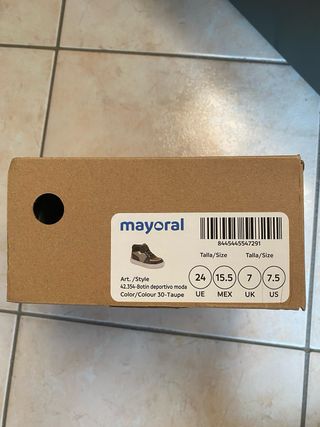 mayoral
8445445547291
Talla/Size Talla/Size
Art. /Style
42.354-Botin deportivo moda
Color/Colour 30-Taupe
24 15.5 7 7.5
UE MEX UK US